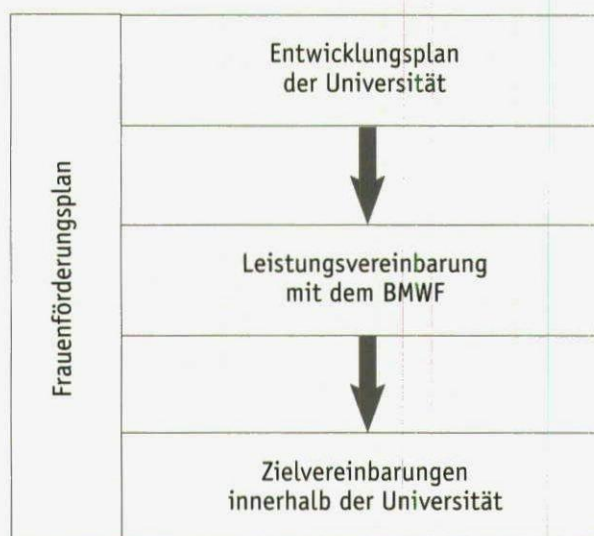 Frauenförderungsplan
Entwicklungsplan
der Universität
Leistungsvereinbarung
mit dem BMWF
Zielvereinbarungen
innerhalb der Universität